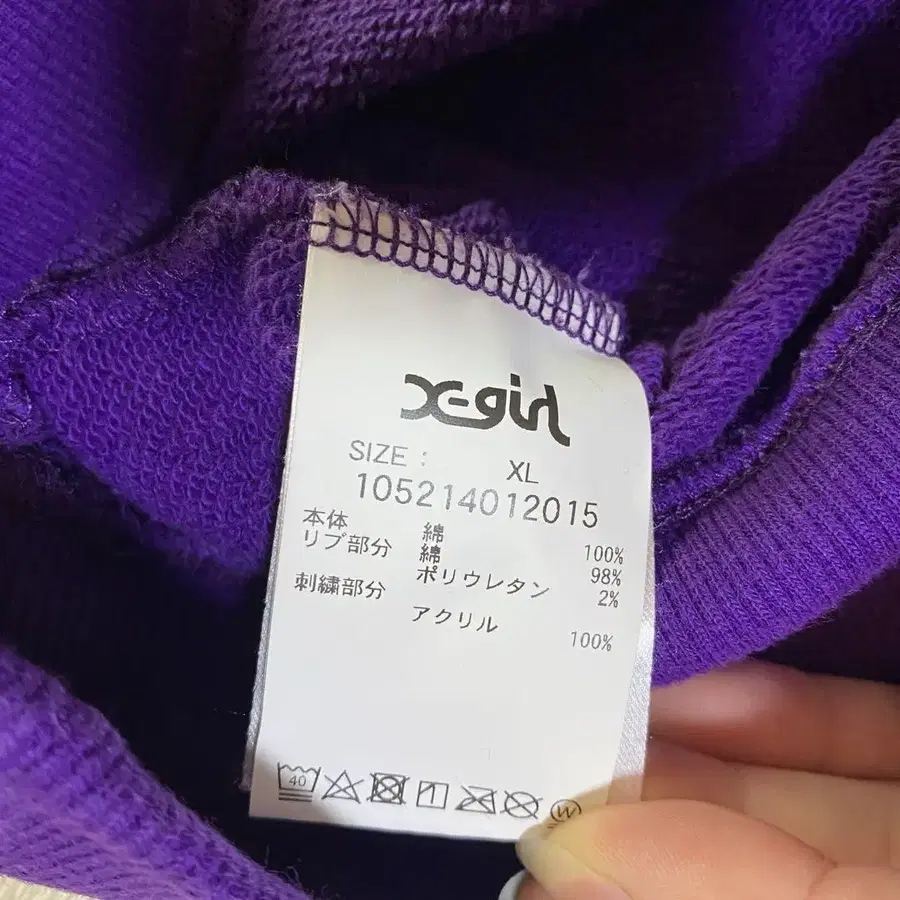 X-girl
SIZE : XL
105214012015
本体 綿 100%
リブ部分 綿 98%
ポリウレタン 2%
刺繍部分
アクリル 100%
40
W